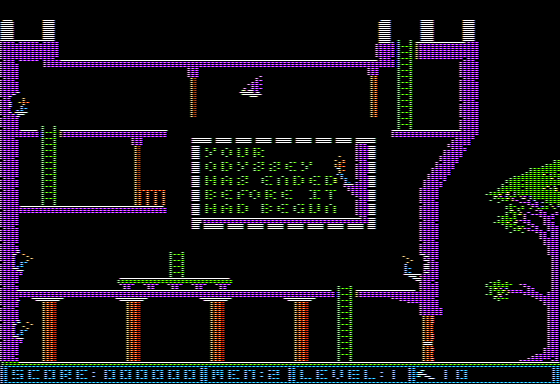 YOUR
ODYSSEY
HAS ENDED
BEFORE IT
HAD BEGUN
SCORE:000000 MEN:2 LEVEL:1 10